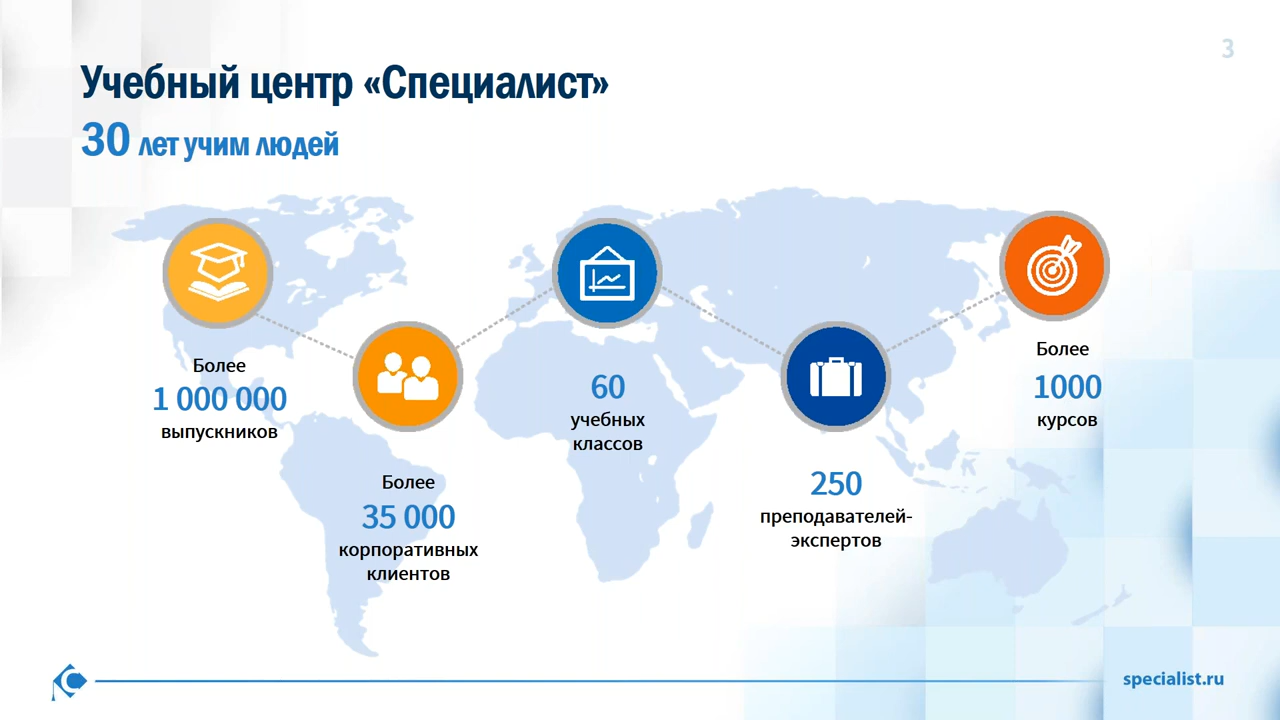 3
Учебный центр «Специалист»
30 лет учим людей
Более
1 000 000
выпускников
Более
35 000
корпоративных
клиентов
60
учебных
классов
250
преподавателей-
экспертов
Более
1000
курсов
specialist.ru